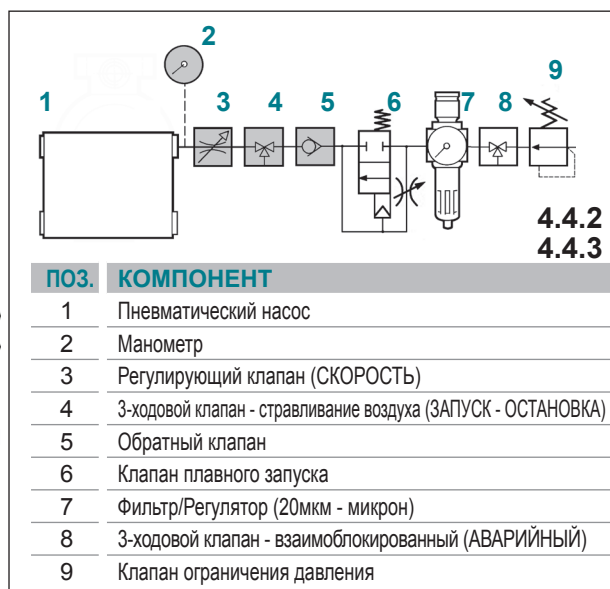 2
1
3
4
5
6
7
8
9
4.4.2
4.4.3
ПОЗ. КОМПОНЕНТ
1 Пневматический насос
2 Манометр
3 Регулирующий клапан (СКОРОСТЬ)
4 3-ходовой клапан - стравливание воздуха (ЗАПУСК - ОСТАНОВКА)
5 Обратный клапан
6 Клапан плавного запуска
7 Фильтр/Регулятор (20мкм - микрон)
8 3-ходовой клапан - взаимоблокированный (АВАРИЙНЫЙ)
9 Клапан ограничения давления